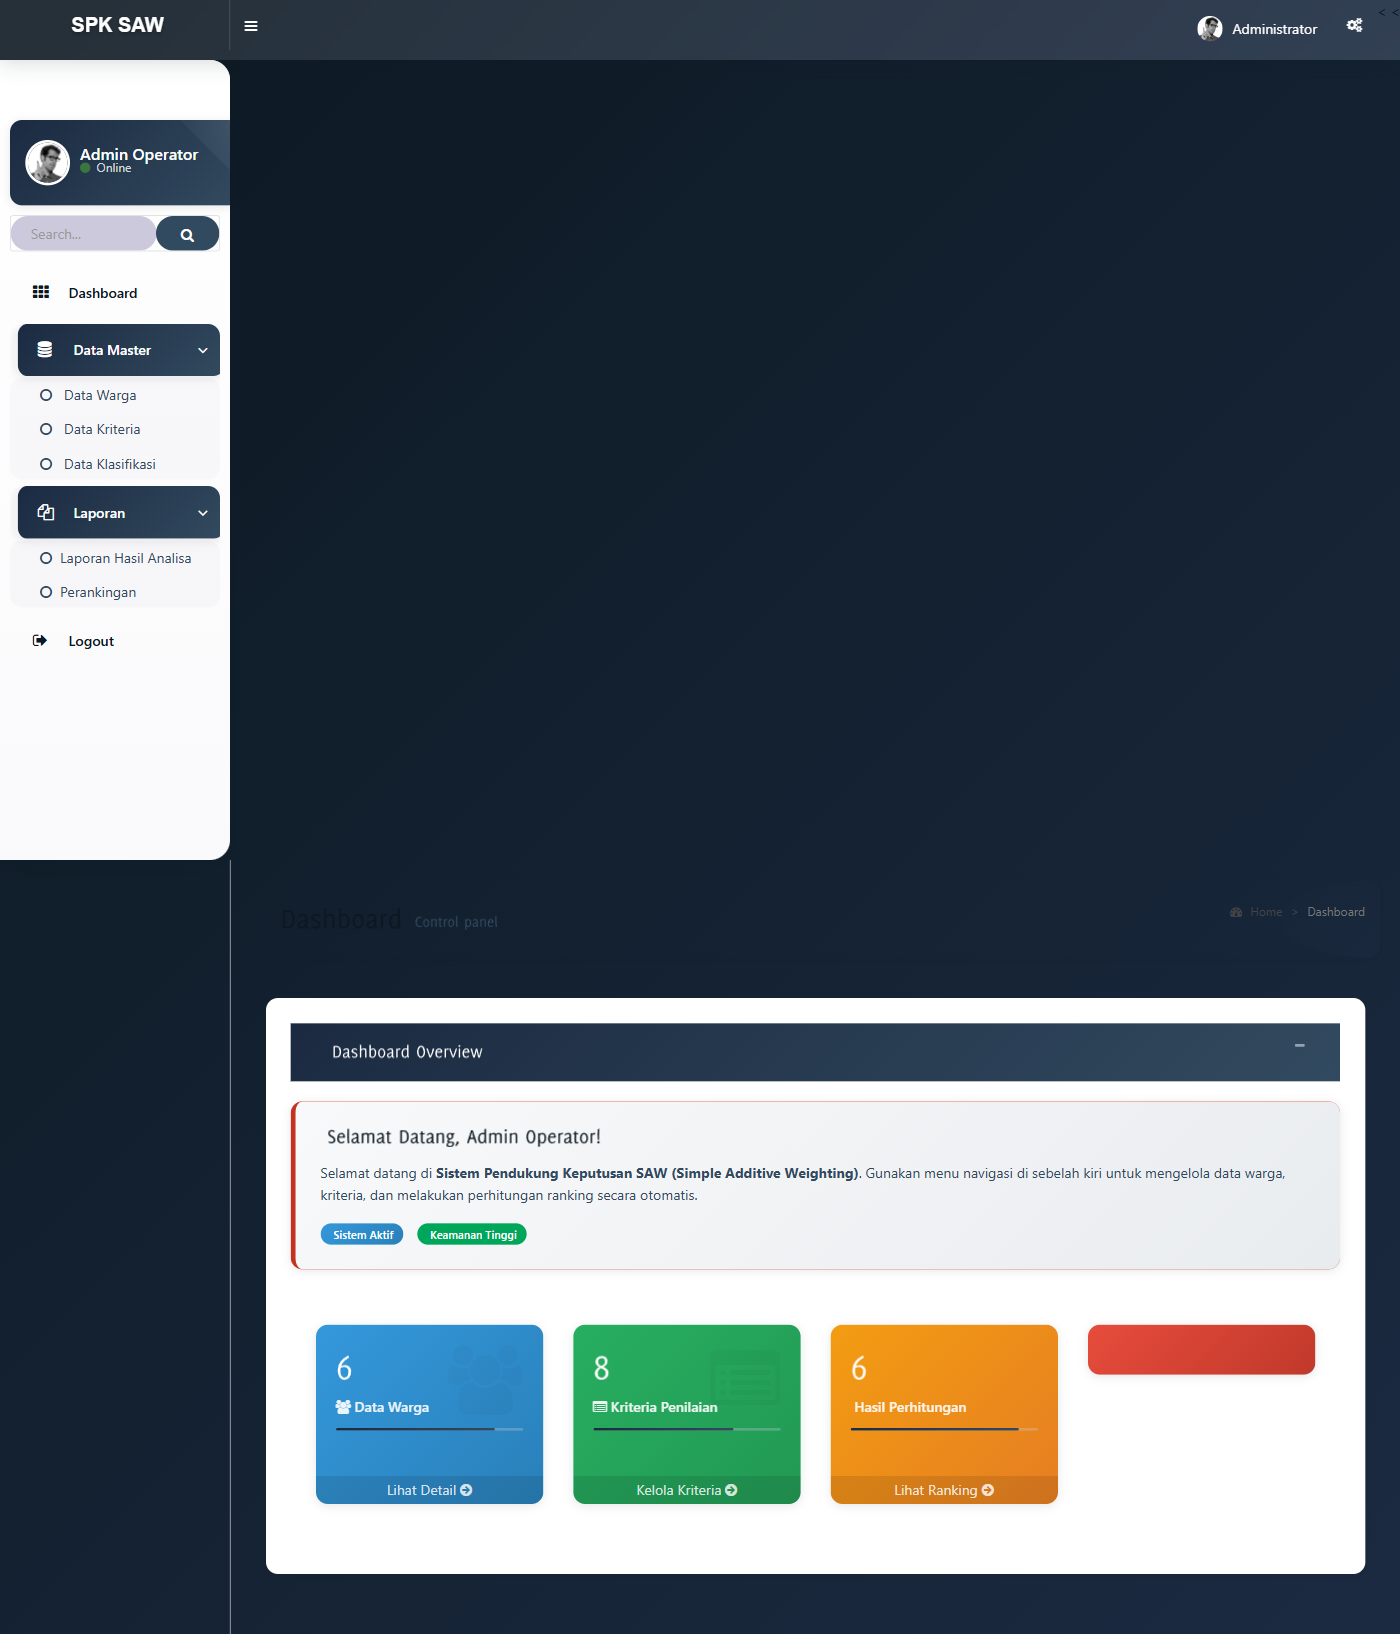 SPK SAW
Administrator
< <
Admin Operator
Online
Search...
Dashboard
Data Master
Data Warga
Data Kriteria
Data Klasifikasi
Laporan
Laporan Hasil Analisa
Perankingan
Logout
Dashboard Control panel
Home > Dashboard
Dashboard Overview
Selamat Datang, Admin Operator!
Selamat datang di Sistem Pendukung Keputusan SAW (Simple Additive Weighting). Gunakan menu navigasi di sebelah kiri untuk mengelola data warga,
kriteria, dan melakukan perhitungan ranking secara otomatis.
Sistem Aktif Keamanan Tinggi
6
Data Warga
Lihat Detail
8
Kriteria Penilaian
Kelola Kriteria
6
Hasil Perhitungan
Lihat Ranking